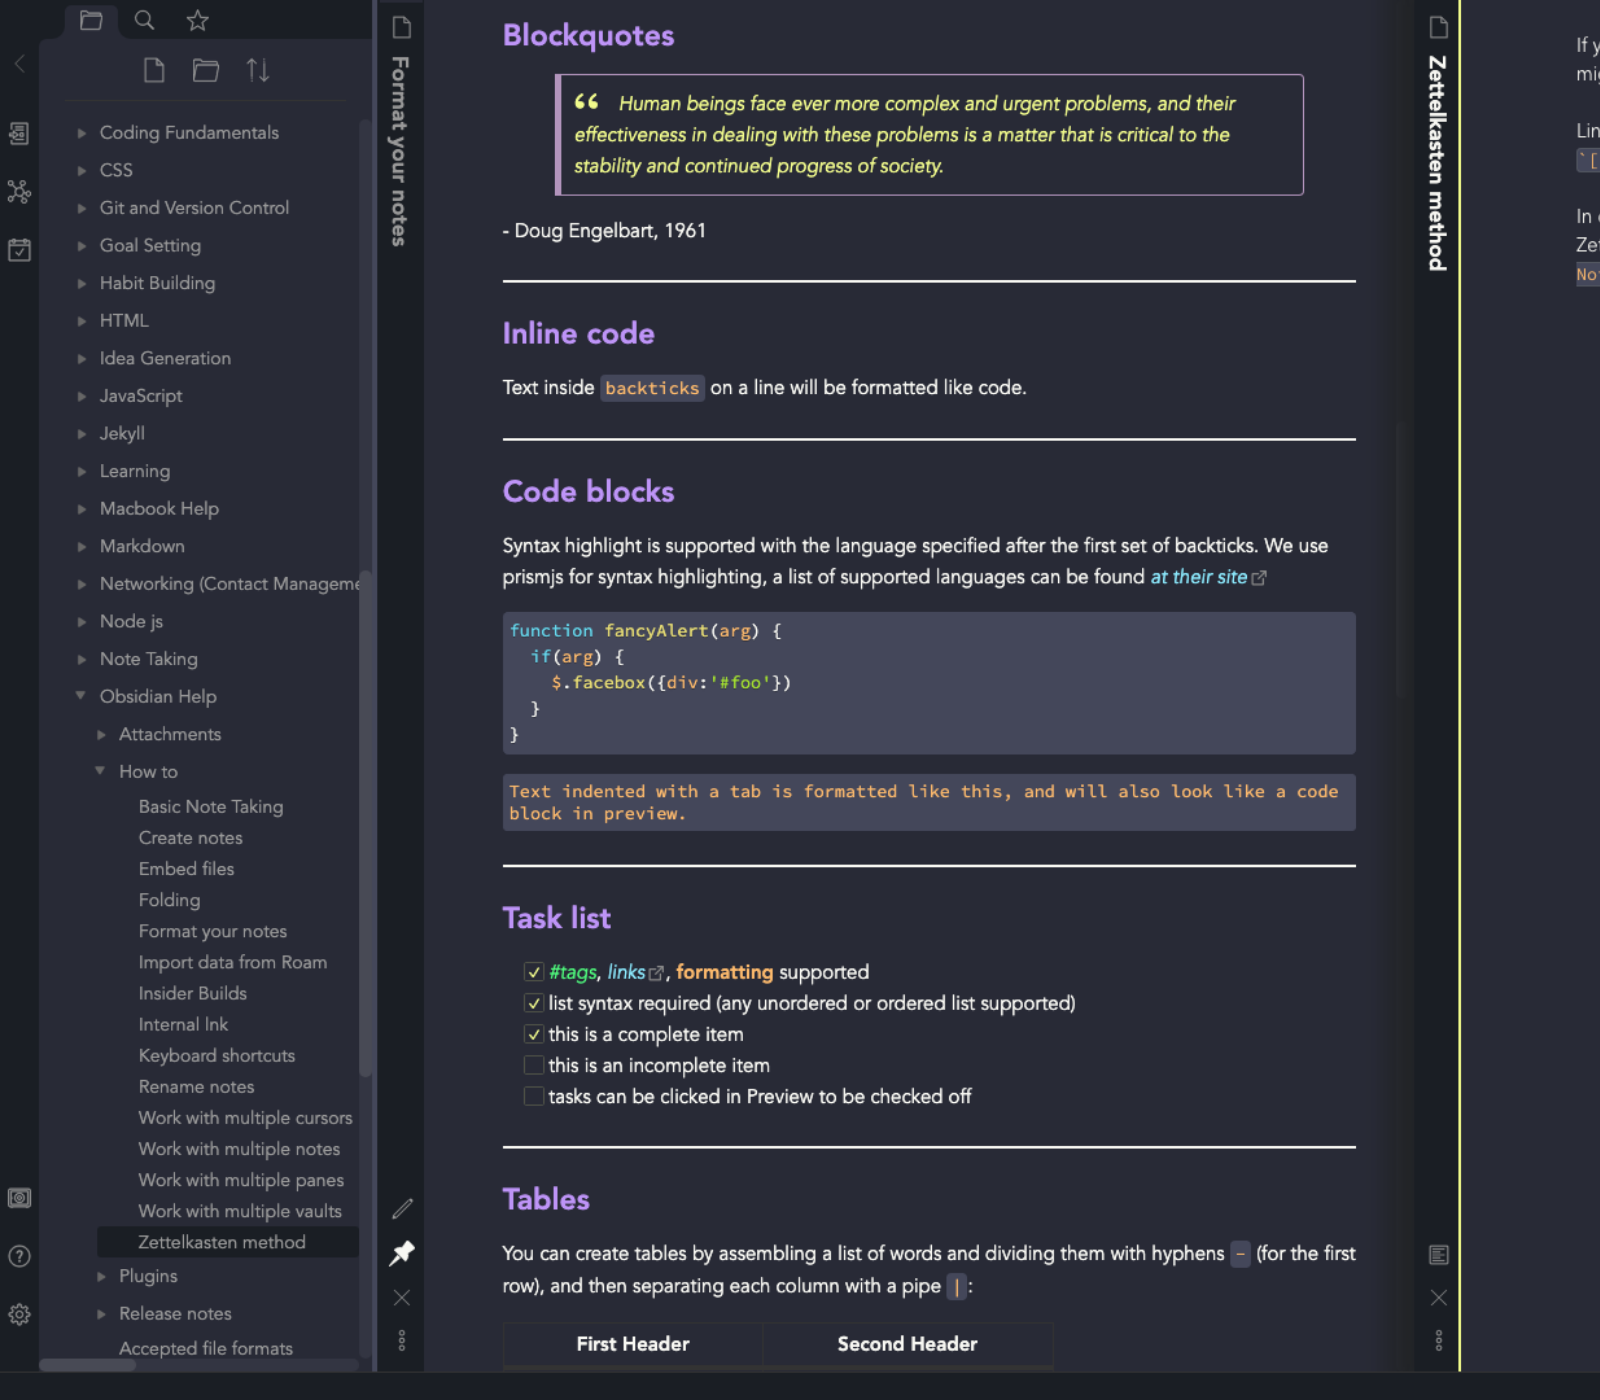 Coding Fundamentals
CSS
Git and Version Control
Goal Setting
Habit Building
HTML
Idea Generation
JavaScript
Jekyll
Learning
Macbook Help
Markdown
Networking (Contact Manageme
Node js
Note Taking
Obsidian Help
Attachments
How to
Basic Note Taking
Create notes
Embed files
Folding
Format your notes
Import data from Roam
Insider Builds
Internal lnk
Keyboard shortcuts
Rename notes
Work with multiple cursors
Work with multiple notes
Work with multiple panes
Work with multiple vaults
Zettelkasten method
Plugins
Release notes
Accepted file formats
Format your notes
Blockquotes
“ Human beings face ever more complex and urgent problems, and their
effectiveness in dealing with these problems is a matter that is critical to the
stability and continued progress of society.
- Doug Engelbart, 1961
Inline code
Text inside backticks on a line will be formatted like code.
Code blocks
Syntax highlight is supported with the language specified after the first set of backticks. We use
prismjs for syntax highlighting, a list of supported languages can be found at their site
function fancyAlert(arg) {
  if(arg) {
    $.facebox({div:'#foo'})
  }
}
Text indented with a tab is formatted like this, and will also look like a code
block in preview.
Task list
#tags, links, formatting supported
list syntax required (any unordered or ordered list supported)
this is a complete item
this is an incomplete item
tasks can be clicked in Preview to be checked off
Tables
You can create tables by assembling a list of words and dividing them with hyphens - (for the first
row), and then separating each column with a pipe | :
First Header Second Header
Zettelkasten method
If
Lin
`[
In
Zet